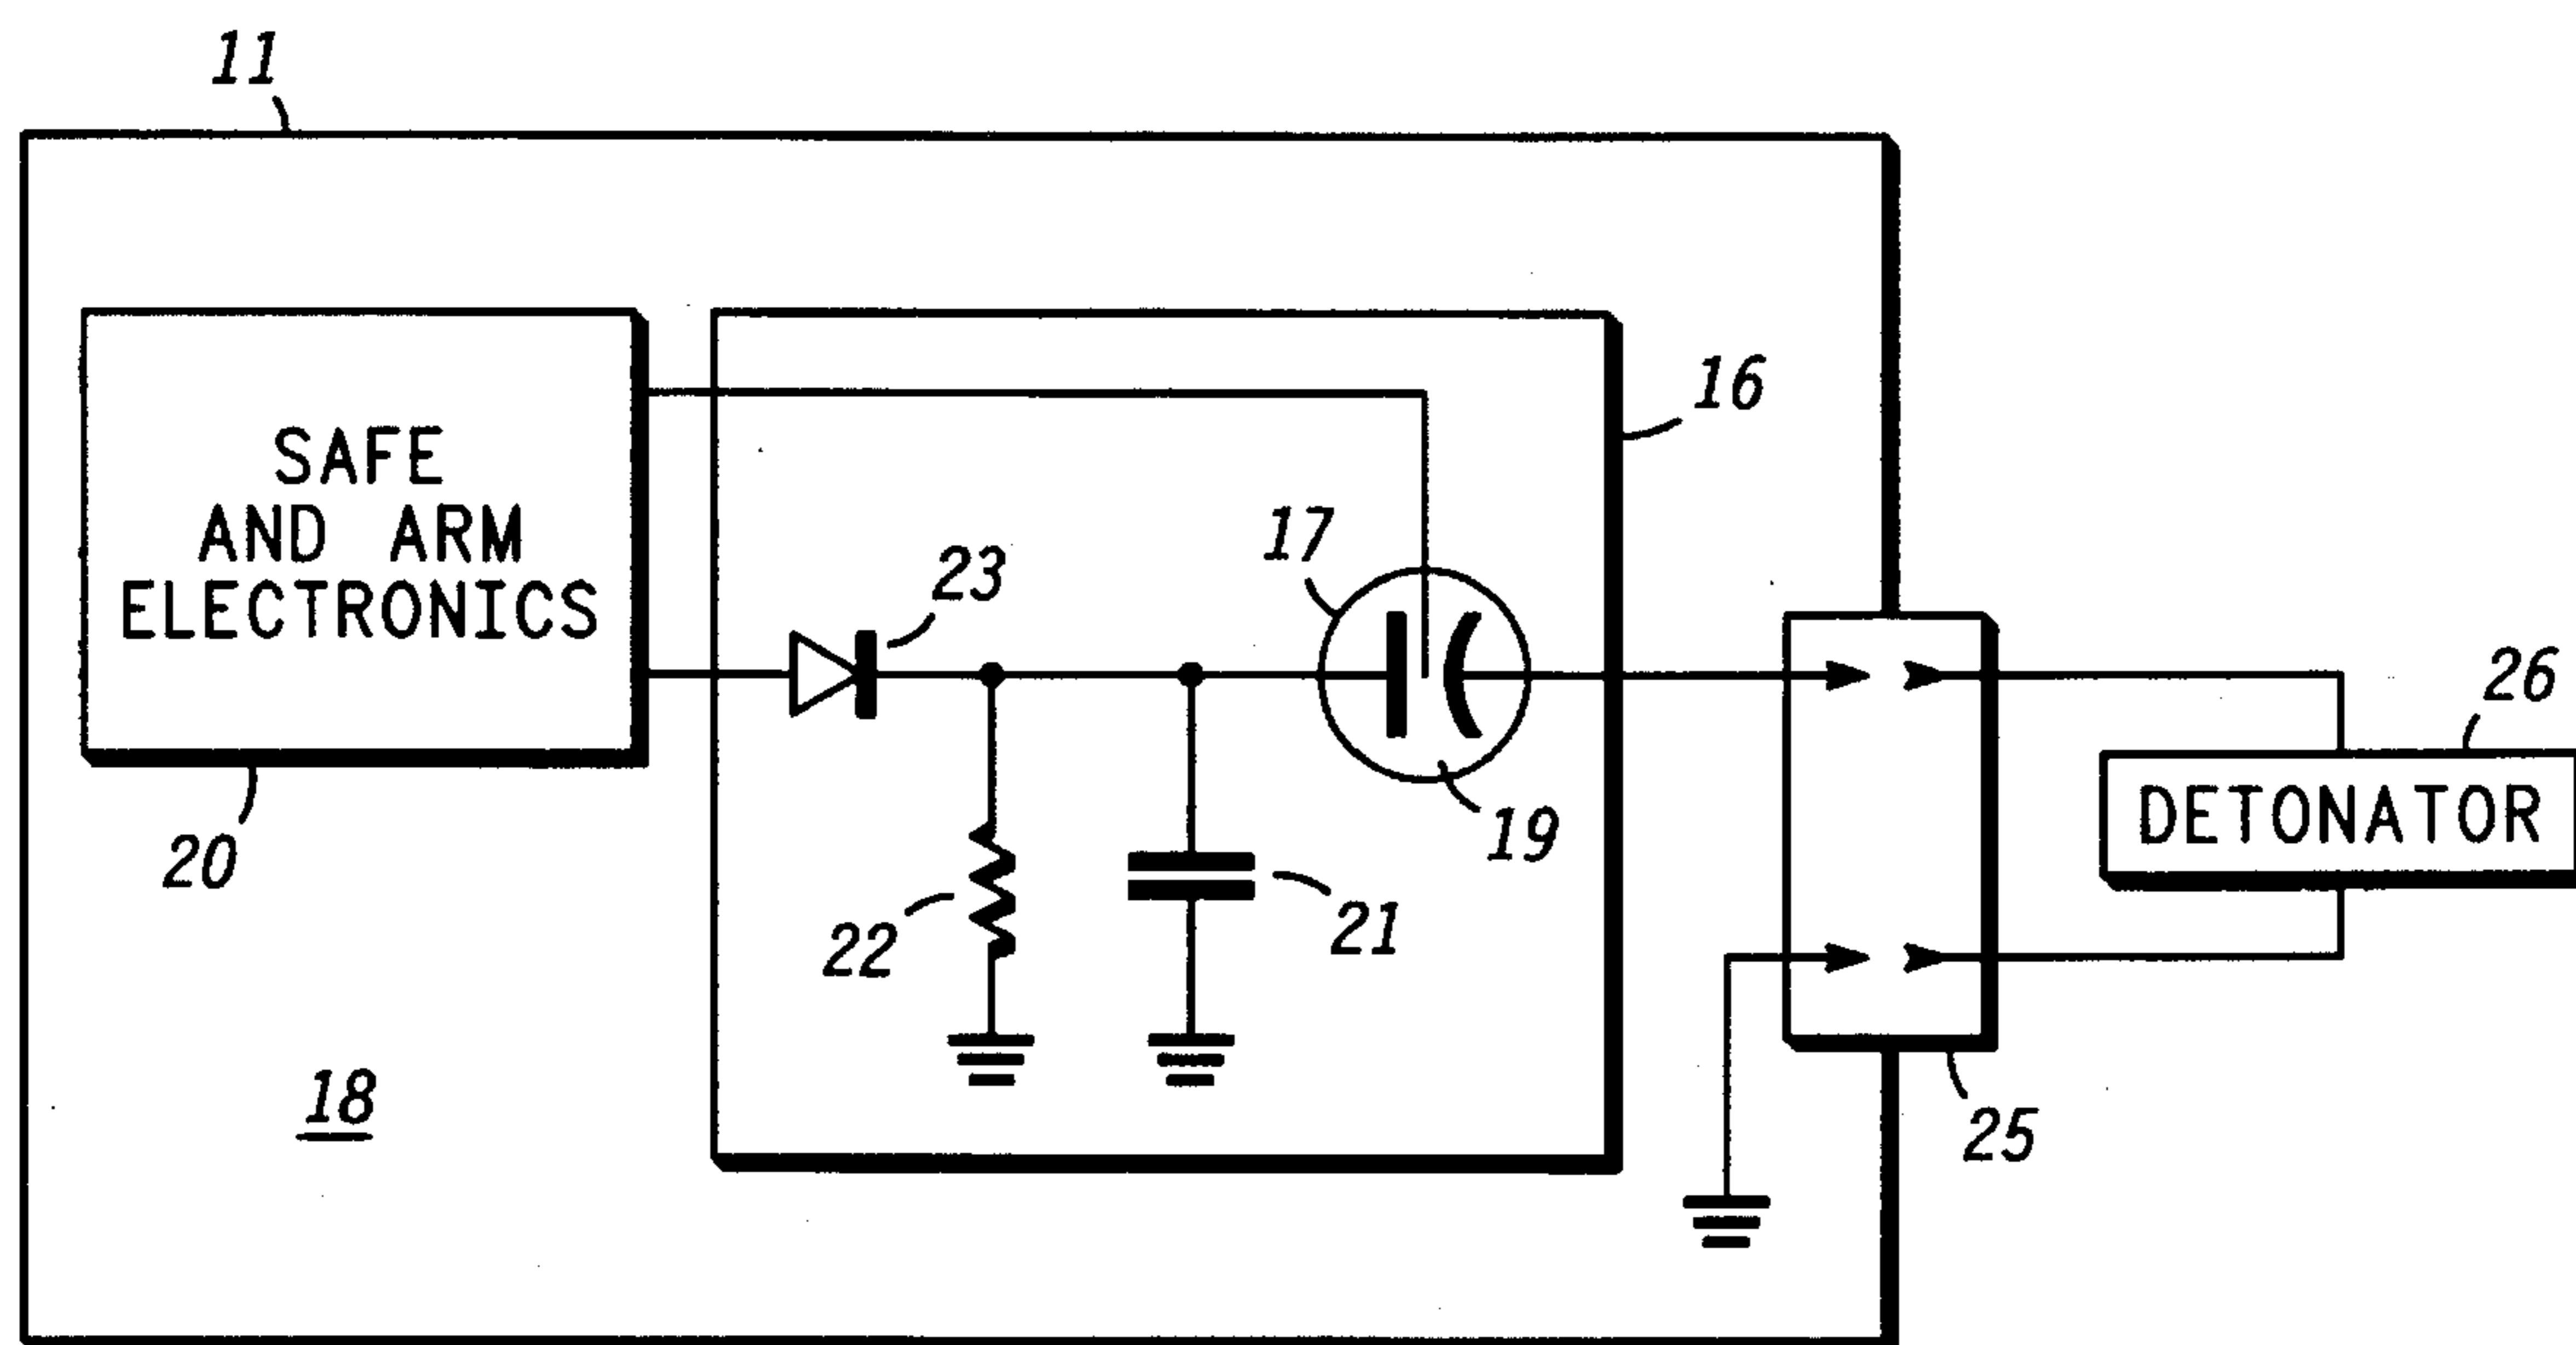 11
16
SAFE
AND ARM
ELECTRONICS
17
23
26
DETONATOR
19
20
22
21
18
25